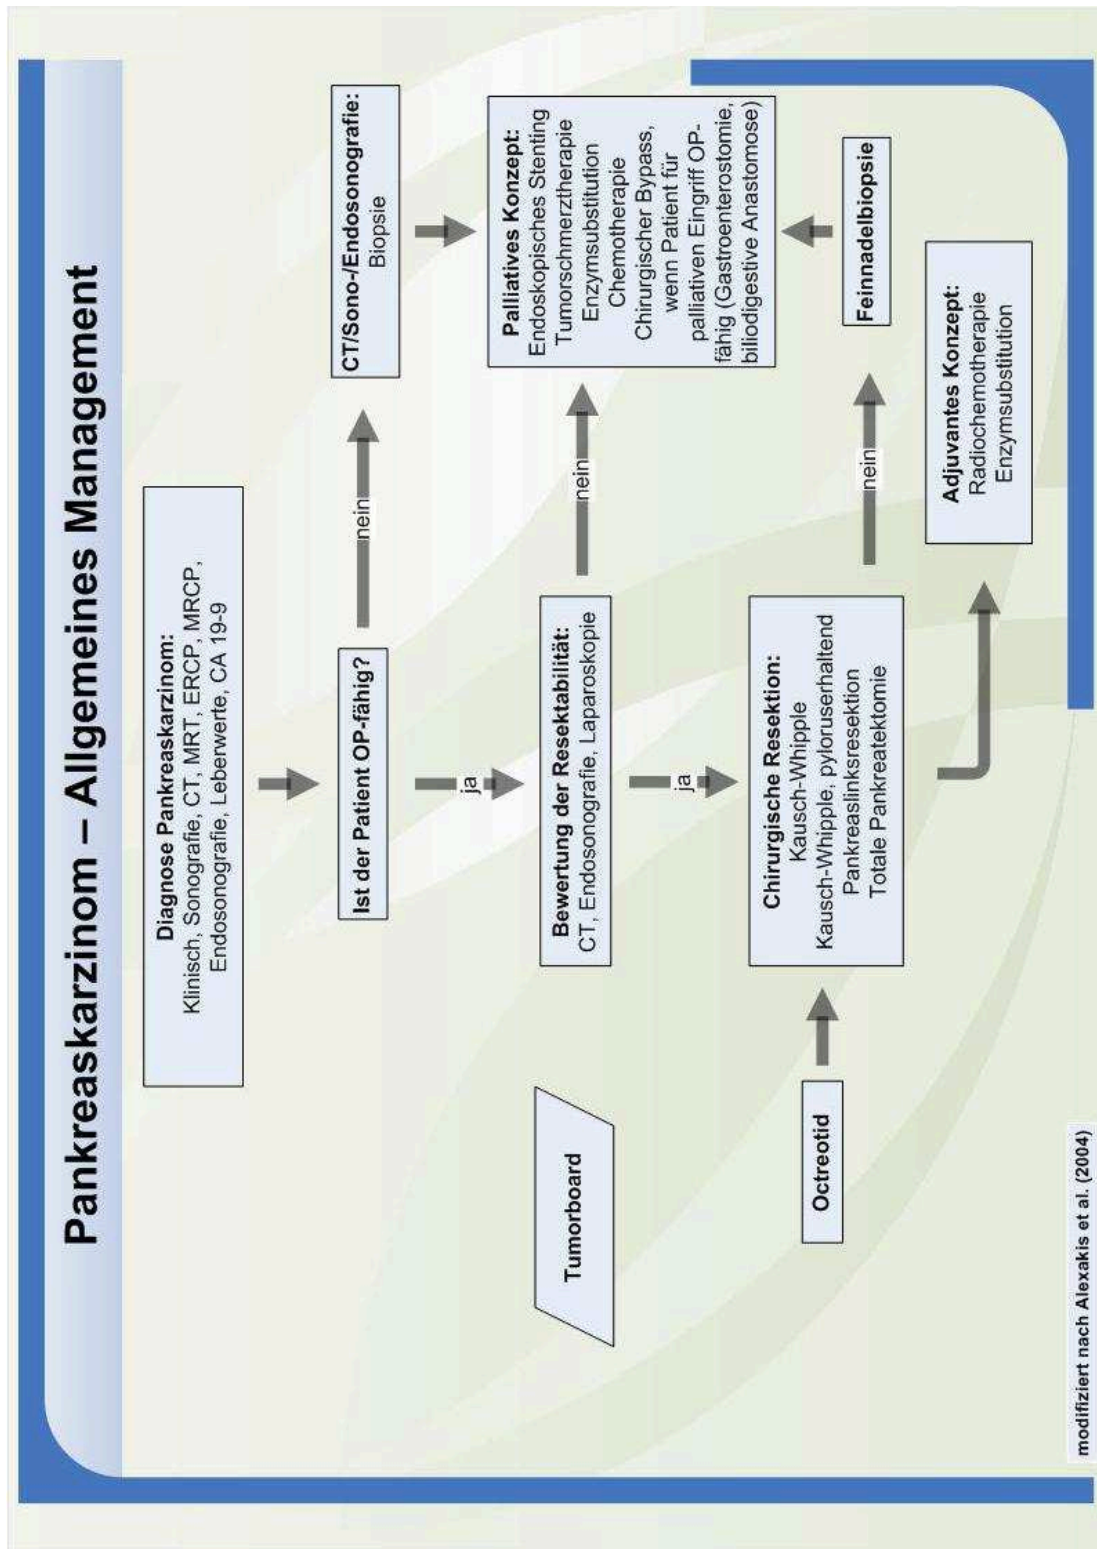 Pankreaskarzinom – Allgemeines Management
Diagnose Pankreaskarzinom:
Klinisch, Sonografie, CT, MRT, ERCP, MRCP,
Endosonografie, Leberwerte, CA 19-9
Ist der Patient OP-fähig?
nein
CT/Sono-/Endosonografie:
Biopsie
ja
Tumorboard
Bewertung der Resektabilität:
CT, Endosonografie, Laparoskopie
nein
Palliatives Konzept:
Endoskopisches Stenting
Tumorschmerztherapie
Enzymsubstitution
Chemotherapie
Chirurgischer Bypass,
wenn Patient für
palliativen Eingriff OP-
fähig (Gastroenterostomie,
biliodigestive Anastomose)
ja
Octreotid
Chirurgische Resektion:
Kausch-Whipple
Kausch-Whipple, pyloruserhaltend
Pankreaslinksresektion
Totale Pankreatektomie
nein
Feinnadelbiopsie
Adjuvantes Konzept:
Radiochemotherapie
Enzymsubstitution
modifiziert nach Alexakis et al. (2004)